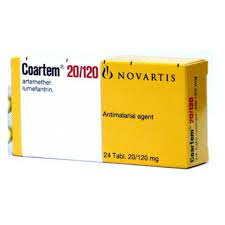 Coartem® 20/120
artemether.
lumefantrin.
NOVARTIS
Antimalarial agent
24 Tabl. 20/120 mg